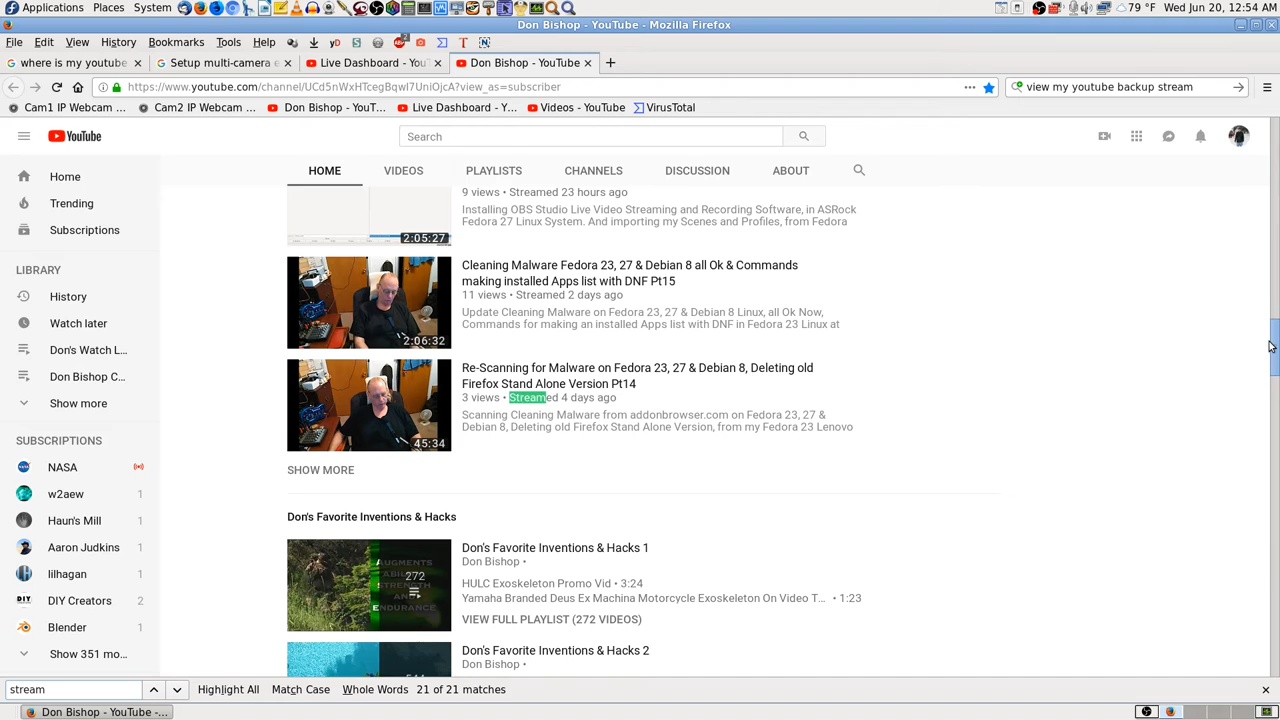 Applications Places System 79 °F Wed Jun 20, 12:54 AM
Don Bishop - YouTube - Mozilla Firefox
File Edit View History Bookmarks Tools Help
where is my youtube Setup multi-camera e Live Dashboard - YouT Don Bishop - YouTube
https://www.youtube.com/channel/UCd5nWxHTcegBqwI7UniOjcA?view_as=subscriber view my youtube backup stream
Cam1 IP Webcam ... Cam2 IP Webcam ... Don Bishop - YouT... Live Dashboard - Y... Videos - YouTube VirusTotal
YouTube Search
HOME VIDEOS PLAYLISTS CHANNELS DISCUSSION ABOUT
Home
Trending
Subscriptions
LIBRARY
History
Watch later
Don's Watch L...
Don Bishop C...
Show more
SUBSCRIPTIONS
NASA
w2aew 1
Haun's Mill 1
Aaron Judkins 1
lilhagan 1
DIY Creators 2
Blender 1
Show 351 mo...
9 views • Streamed 23 hours ago
Installing OBS Studio Live Video Streaming and Recording Software, in ASRock
Fedora 27 Linux System. And importing my Scenes and Profiles, from Fedora
2:05:27
Cleaning Malware Fedora 23, 27 & Debian 8 all Ok & Commands
making installed Apps list with DNF Pt15
11 views • Streamed 2 days ago
Update Cleaning Malware on Fedora 23, 27 & Debian 8 Linux, all Ok Now,
Commands for making an installed Apps list with DNF in Fedora 23 Linux at
2:06:32
Re-Scanning for Malware on Fedora 23, 27 & Debian 8, Deleting old
Firefox Stand Alone Version Pt14
3 views • Streamed 4 days ago
Scanning Cleaning Malware from addonbrowser.com on Fedora 23, 27 &
Debian 8, Deleting old Firefox Stand Alone Version, from my Fedora 23 Lenovo
45:34
SHOW MORE
Don's Favorite Inventions & Hacks
AUGMENTS
STRENGTH
AND
ENDURANCE
272
Don's Favorite Inventions & Hacks 1
Don Bishop •
HULC Exoskeleton Promo Vid • 3:24
Yamaha Branded Deus Ex Machina Motorcycle Exoskeleton On Video T... • 1:23
VIEW FULL PLAYLIST (272 VIDEOS)
Don's Favorite Inventions & Hacks 2
Don Bishop •
stream Highlight All Match Case Whole Words 21 of 21 matches
Don Bishop - YouTube -...